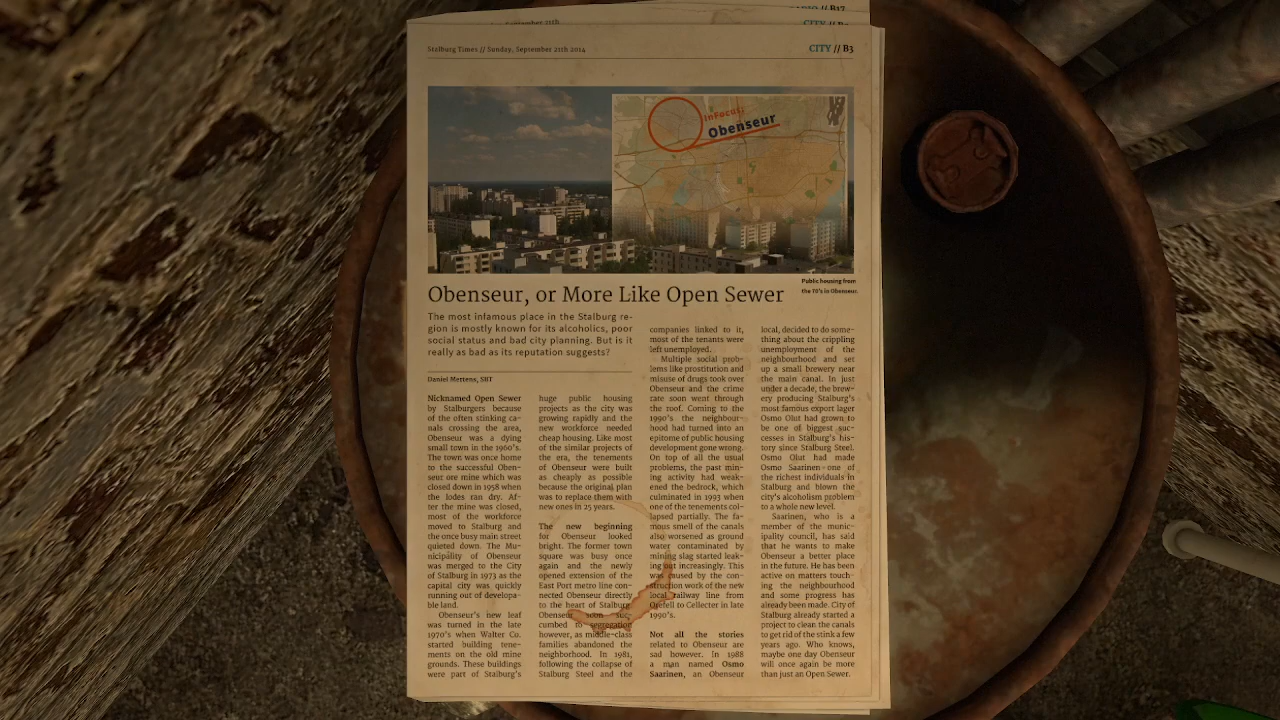 Stalburg Times // Sunday, September 21th 2014
CITY // B3
InFocus:
Obenseur
Public housing from
the 70's in Obenseur.
Obenseur, or More Like Open Sewer
The most infamous place in the Stalburg re-
gion is mostly known for its alcoholics, poor
social status and bad city planning. But is it
really as bad as its reputation suggests?
Daniel Mertens, SBT
Nicknamed Open Sewer
by Stalburgers because
of the often stinking ca-
nals crossing the area,
Obenseur was a dying
small town in the 1960's.
The town was once home
to the successful Oben-
seur ore mine which was
closed down in 1958 when
the lodes ran dry. Af-
ter the mine was closed,
most of the workforce
moved to Stalburg and
the once busy main street
quieted down. The Mu-
nicipality of Obenseur
was merged to the City
of Stalburg in 1973 as the
capital city was quickly
running out of developa-
ble land.
Obenseur's new leaf
was turned in the late
1970's when Walter Co.
started building tene-
ments on the old mine
grounds. These buildings
were part of Stalburg's
huge public housing
projects as the city was
growing rapidly and the
new workforce needed
cheap housing. Like most
of the similar projects of
the era, the tenements
of Obenseur were built
as cheaply as possible
because the original plan
was to replace them with
new ones in 25 years.
The new beginning
for Obenseur looked
bright. The former town
square was busy once
again and the newly
opened extension of the
East Port metro line con-
nected Obenseur directly
to the heart of Stalburg.
Obenseur soon suc-
cumbed to segregation
however, as middle-class
families abandoned the
neighborhood. In 1981,
following the collapse of
Stalburg Steel and the
companies linked to it,
most of the tenants were
left unemployed.
Multiple social prob-
lems like prostitution and
misuse of drugs took over
Obenseur and the crime
rate soon went through
the roof. Coming to the
1990's the neighbour-
hood had turned into an
epitome of public housing
development gone wrong.
On top of all the usual
problems, the past min-
ing activity had weak-
ened the bedrock, which
culminated in 1993 when
one of the tenements col-
lapsed partially. The fa-
mous smell of the canals
also worsened as ground
water contaminated by
mining slag started leak-
ing out increasingly. This
was caused by the con-
struction work of the new
local railway line from
Orefell to Cellecter in late
1990's.
Not all the stories
related to Obenseur are
sad however. In 1988
a man named Osmo
Saarinen, an Obenseur
local, decided to do some-
thing about the crippling
unemployment of the
neighbourhood and set
up a small brewery near
the main canal. In just
under a decade, the brew-
ery producing Stalburg's
most famous export lager
Osmo Olut had grown to
be one of biggest suc-
cesses in Stalburg's his-
tory since Stalburg Steel.
Osmo Olut had made
Osmo Saarinen one of
the richest individuals in
Stalburg and blown the
city's alcoholism problem
to a whole new level.
Saarinen, who is a
member of the munic-
ipality council, has said
that he wants to make
Obenseur a better place
in the future. He has been
active on matters touch-
ing the neighbourhood
and some progress has
already been made. City of
Stalburg already started a
project to clean the canals
to get rid of the stink a few
years ago. Who knows,
maybe one day Obenseur
will once again be more
than just an Open Sewer.